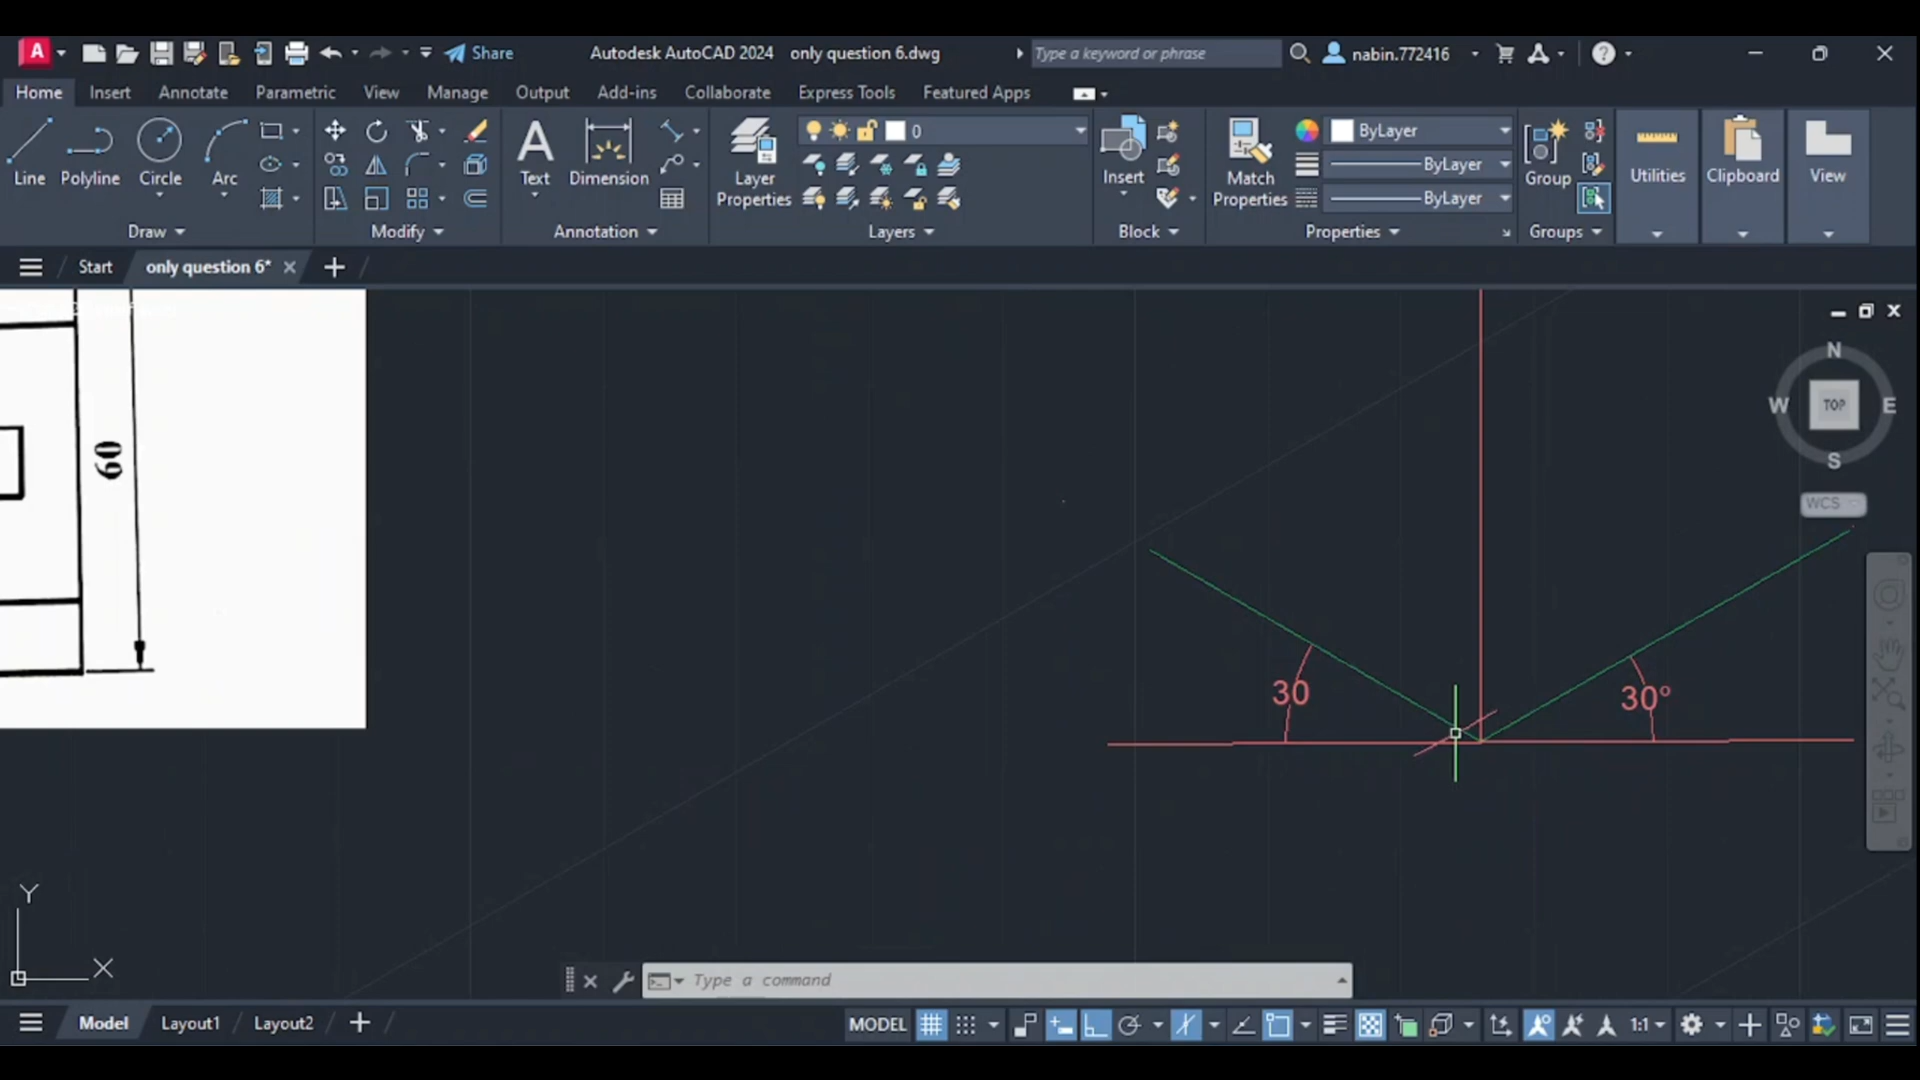 A Share Autodesk AutoCAD 2024 only question 6.dwg Type a keyword or phrase nabin.772416
Home Insert Annotate Parametric View Manage Output Add-ins Collaborate Express Tools Featured Apps
Line Polyline Circle Arc
Draw
Modify
Text Dimension
Annotation
Layer Properties
0
Layers
Insert
Block
Match Properties
ByLayer
ByLayer
ByLayer
Properties
Group
Groups
Utilities
Clipboard
View
Start only question 6*
N
W TOP E
S
WCS
60
30
30°
Y
X
Type a command
Model Layout1 Layout2
MODEL 1:1